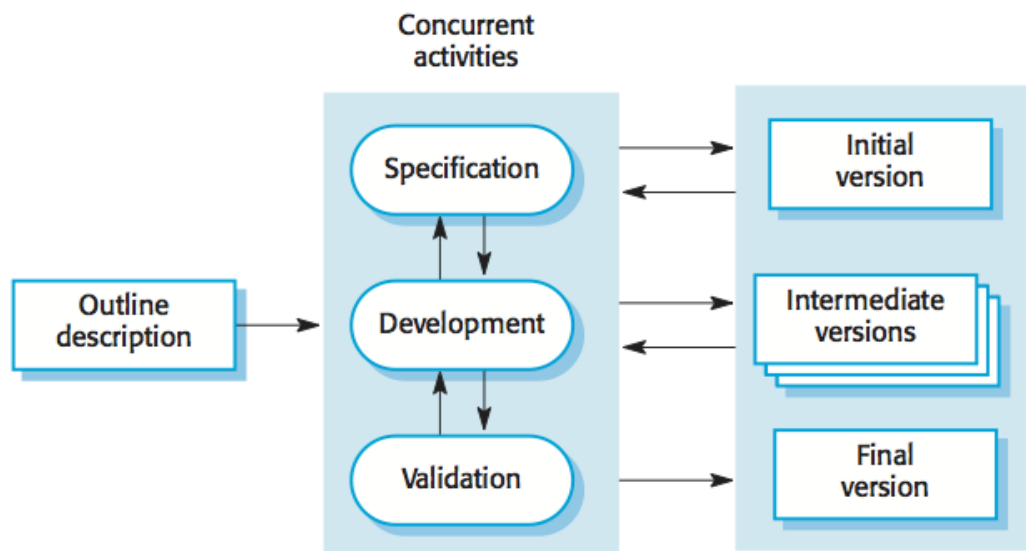 Concurrent
activities
Specification
Initial
version
Outline
description
Development
Intermediate
versions
Validation
Final
version